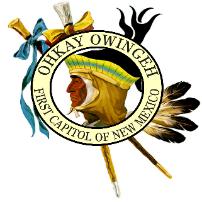 OHKAY OWINGEH
FIRST CAPITOL OF NEW MEXICO